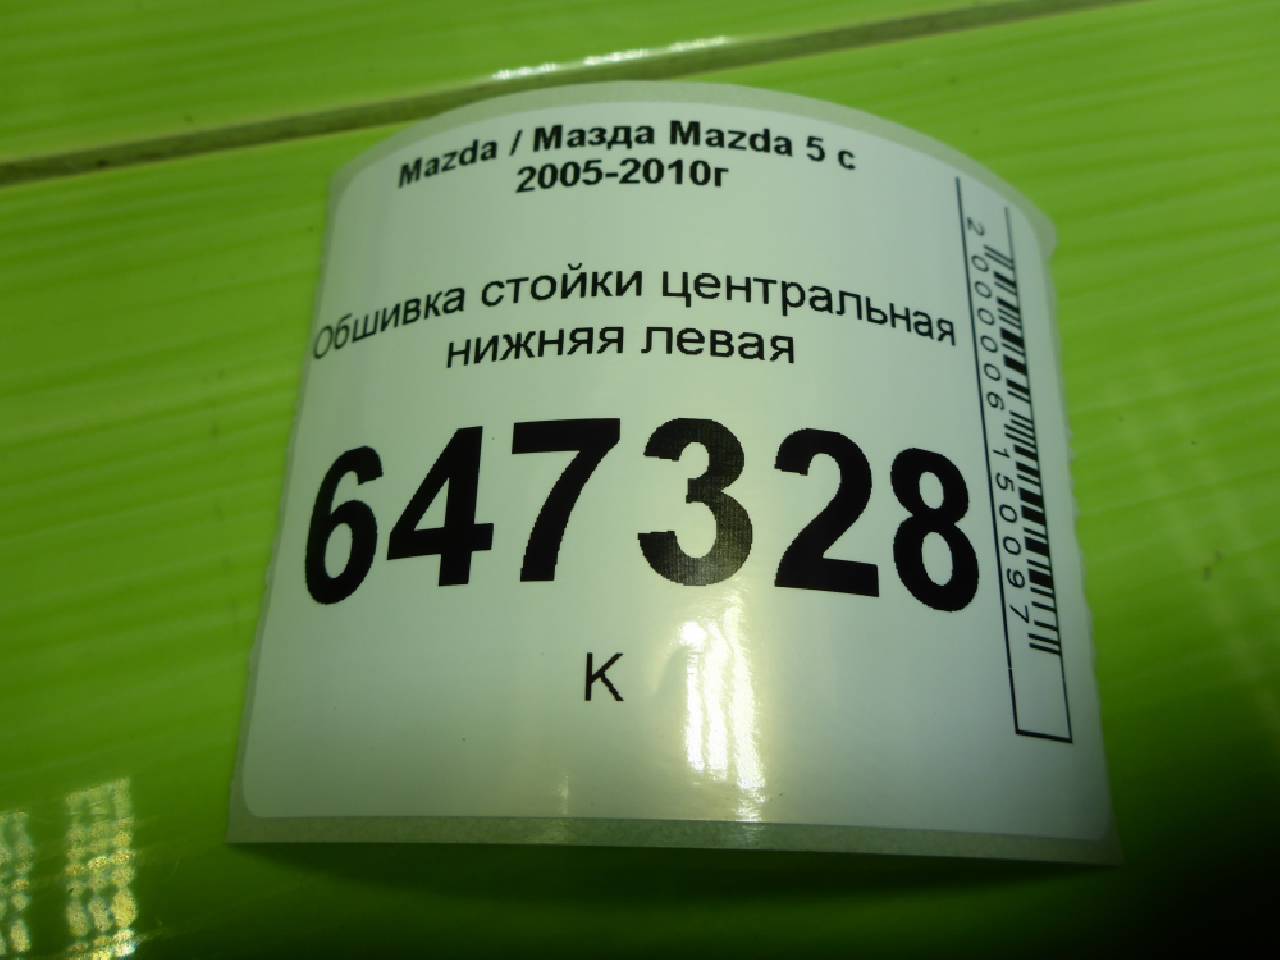 Mazda / Мазда Mazda 5 с
2005-2010г
Обшивка стойки центральная
нижняя левая
647328
К
2000006150097